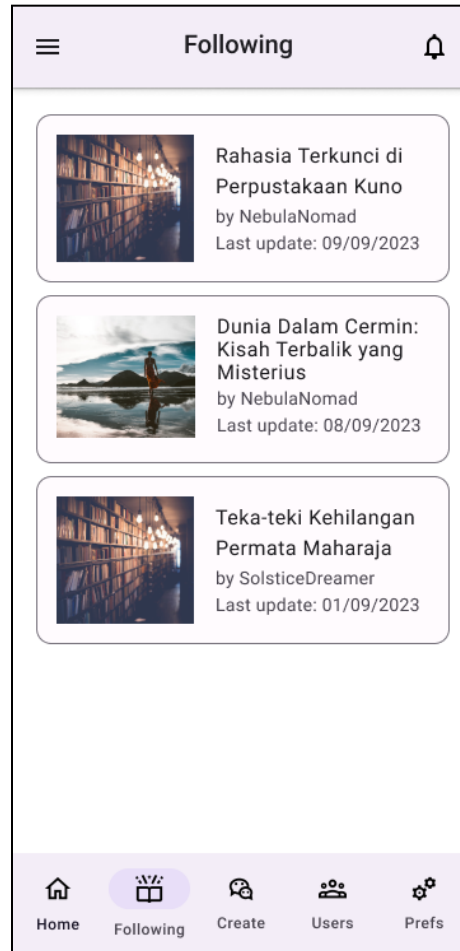 Following
Rahasia Terkunci di
Perpustakaan Kuno
by NebulaNomad
Last update: 09/09/2023
Dunia Dalam Cermin:
Kisah Terbalik yang
Misterius
by NebulaNomad
Last update: 08/09/2023
Teka-teki Kehilangan
Permata Maharaja
by SolsticeDreamer
Last update: 01/09/2023
Home
Following
Create
Users
Prefs